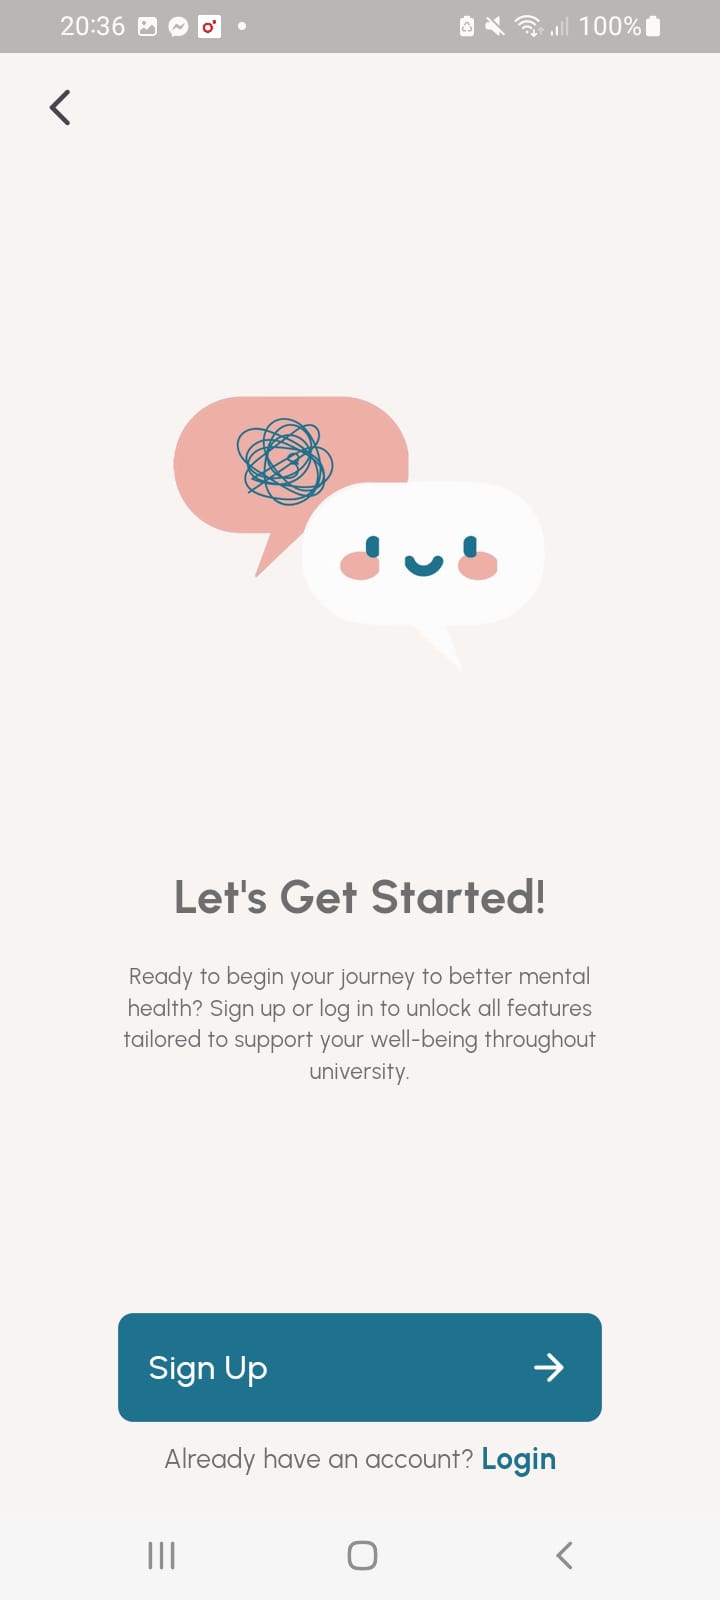 20:36
100%
Let's Get Started!
Ready to begin your journey to better mental
health? Sign up or log in to unlock all features
tailored to support your well-being throughout
university.
Sign Up
Already have an account? Login